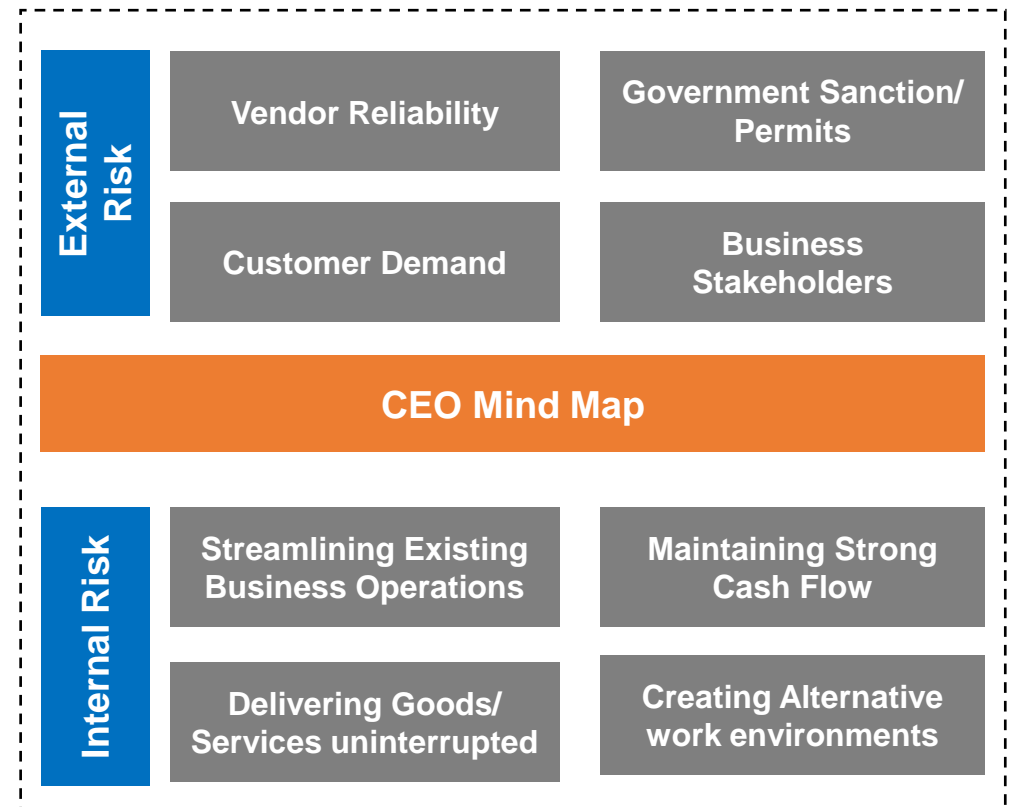 External
Risk
Vendor Reliability
Government Sanction/
Permits
Customer Demand
Business
Stakeholders
CEO Mind Map
Internal Risk
Streamlining Existing
Business Operations
Maintaining Strong
Cash Flow
Delivering Goods/
Services uninterrupted
Creating Alternative
work environments